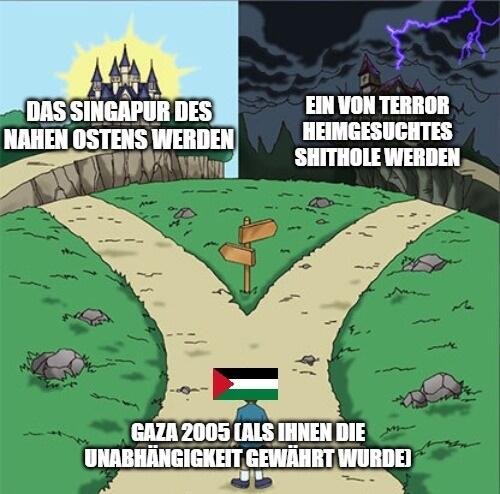 DAS SINGAPUR DES
NAHEN OSTENS WERDEN
EIN VON TERROR
HEIMGESUCHTES
SHITHOLE WERDEN
GAZA 2005 (ALS IHNEN DIE
UNABHÄNGIGKEIT GEWÄHRT WURDE)